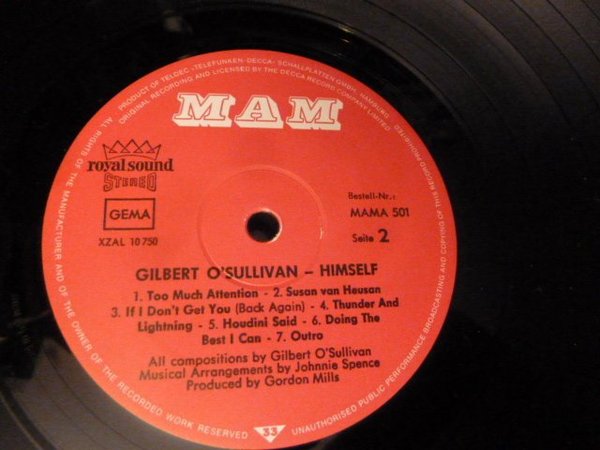 PRODUCT OF TELDEC »TELEFUNKEN-DECCA« SCHALLPLATTEN GMBH, HAMBURG
ORIGINAL RECORDING AND LICENSED BY THE DECCA RECORD COMPANY LIMITED
MAM
royalsound
STEREO
GEMA
XZAL 10 750
Bestell-Nr.:
MAMA 501
Seite 2
GILBERT O'SULLIVAN – HIMSELF
1. Too Much Attention - 2. Susan van Heusan
3. If I Don't Get You (Back Again) - 4. Thunder And
Lightning - 5. Houdini Said - 6. Doing The
Best I Can - 7. Outro
All compositions by Gilbert O'Sullivan
Musical Arrangements by Johnnie Spence
Produced by Gordon Mills
33
ALL RIGHTS OF THE MANUFACTURER AND OF THE OWNER OF THE RECORDED WORK RESERVED
UNAUTHORISED PUBLIC PERFORMANCE BROADCASTING AND COPYING OF THIS RECORD PROHIBITED